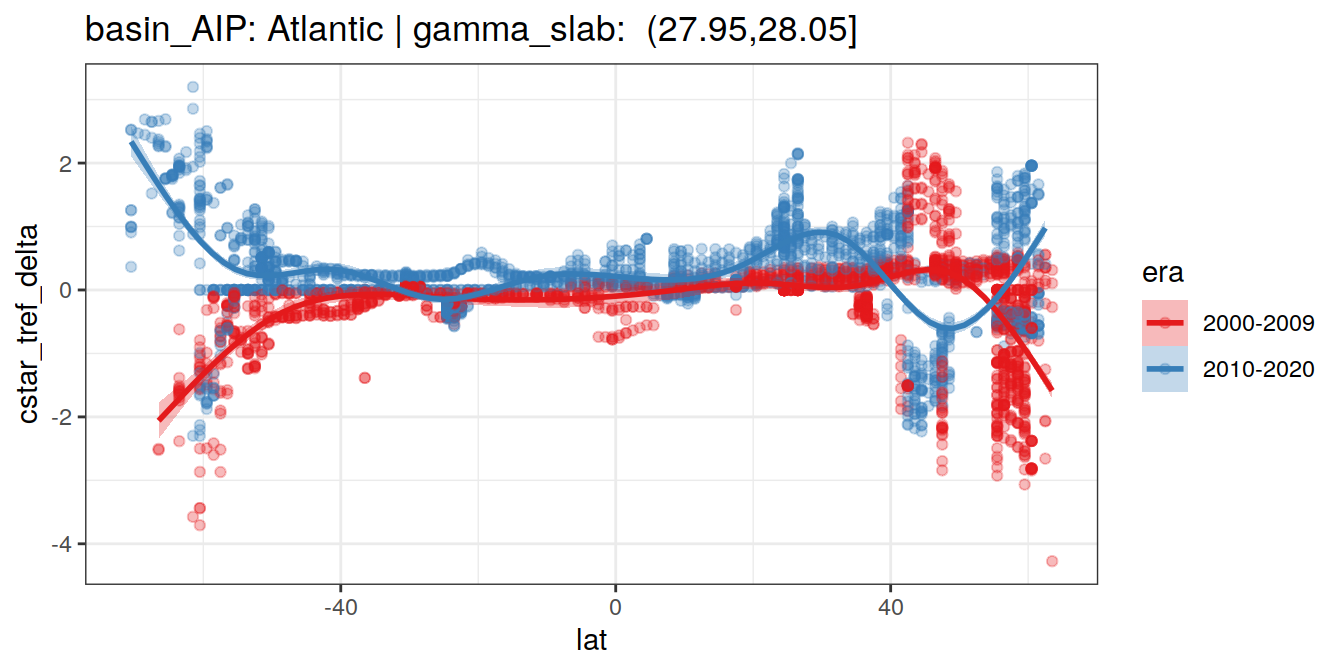 basin_AIP: Atlantic | gamma_slab:  (27.95,28.05]
cstar_tref_delta
2
0
-2
-4
-40
0
40
lat
era
2000-2009
2010-2020